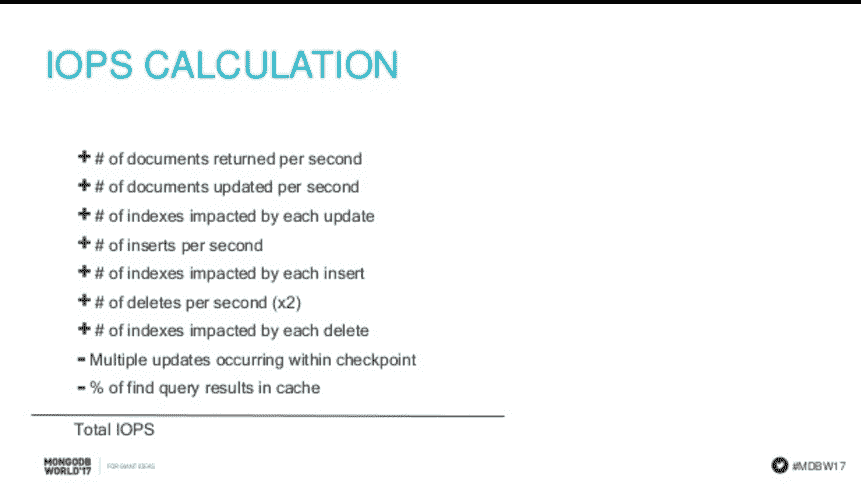 IOPS CALCULATION
+ # of documents returned per second
+ # of documents updated per second
+ # of indexes impacted by each update
+ # of inserts per second
+ # of indexes impacted by each insert
+ # of deletes per second (x2)
+ # of indexes impacted by each delete
- Multiple updates occurring within checkpoint
- % of find query results in cache
Total IOPS
MONGODB
WORLD'17
FOR GIANT IDEAS
#MDBW17